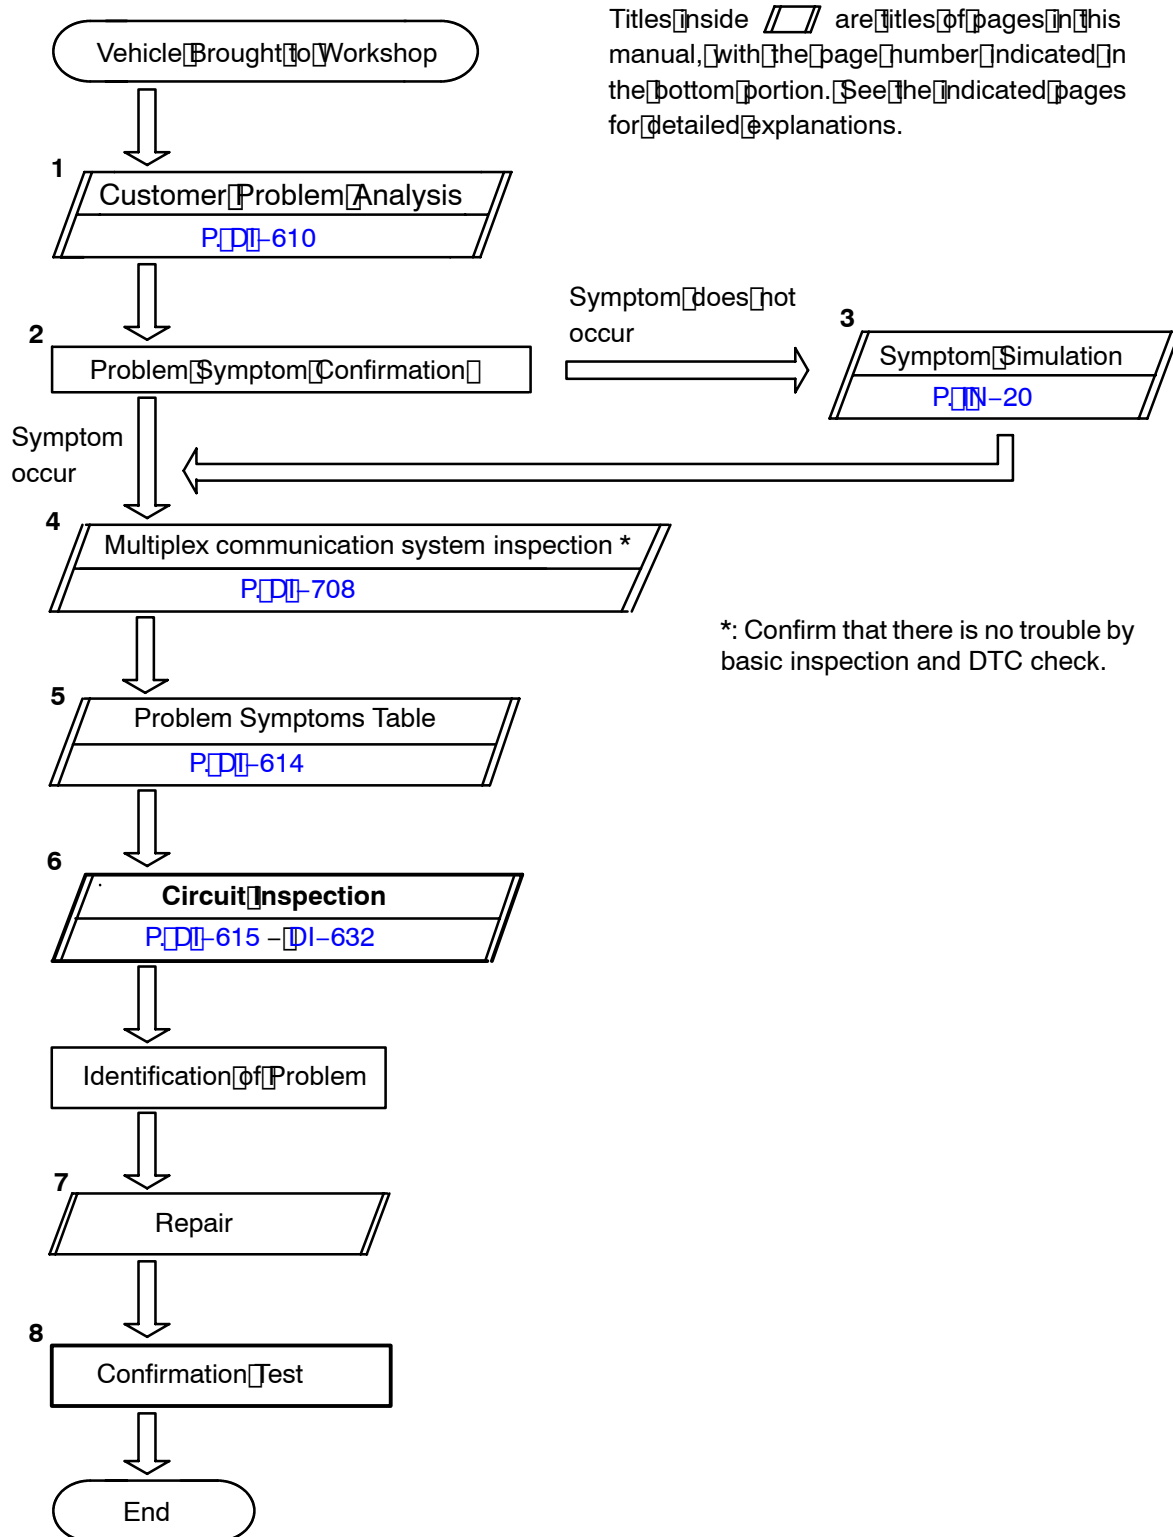 Vehicle Brought to Workshop
Titles inside are titles of pages in this
manual, with the page number indicated in
the bottom portion. See the indicated pages
for detailed explanations.
1
Customer Problem Analysis
P. DI–610
2
Problem Symptom Confirmation
Symptom does not
occur
3
Symptom Simulation
P. IN–20
Symptom
occur
4
Multiplex communication system inspection *
P. DI–708
*: Confirm that there is no trouble by
basic inspection and DTC check.
5
Problem Symptoms Table
P. DI–614
6
Circuit Inspection
P. DI–615 – DI–632
Identification of Problem
7
Repair
8
Confirmation Test
End